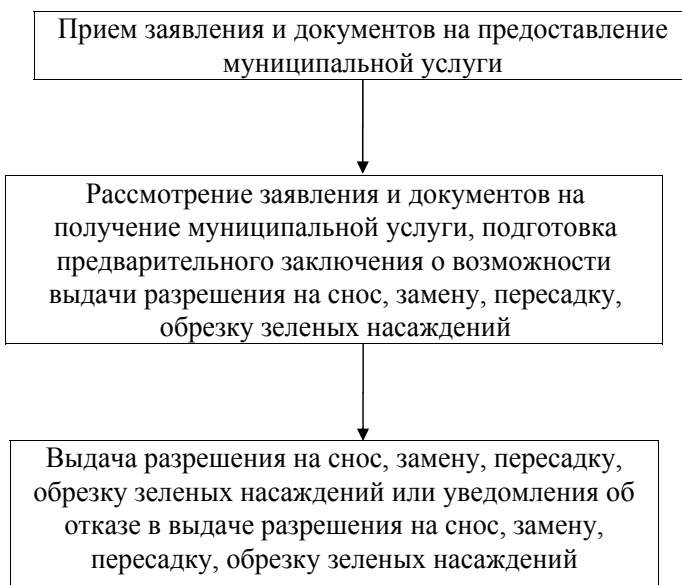 Прием заявления и документов на предоставление
муниципальной услуги
Рассмотрение заявления и документов на
получение муниципальной услуги, подготовка
предварительного заключения о возможности
выдачи разрешения на снос, замену, пересадку,
обрезку зеленых насаждений
Выдача разрешения на снос, замену, пересадку,
обрезку зеленых насаждений или уведомления об
отказе в выдаче разрешения на снос, замену,
пересадку, обрезку зеленых насаждений